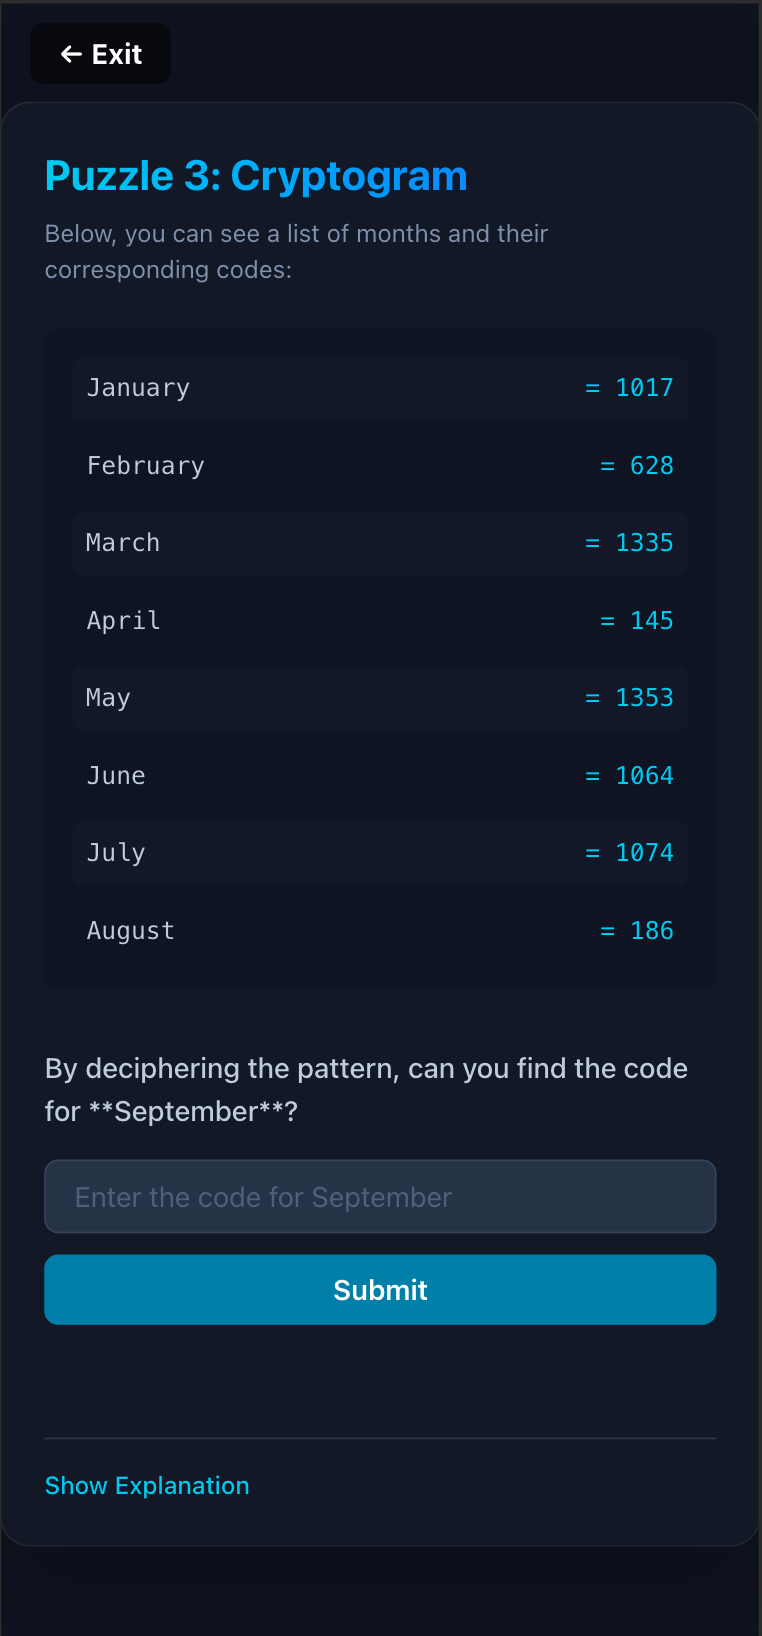 ← Exit
Puzzle 3: Cryptogram
Below, you can see a list of months and their
corresponding codes:
January = 1017
February = 628
March = 1335
April = 145
May = 1353
June = 1064
July = 1074
August = 186
By deciphering the pattern, can you find the code
for **September**?
Enter the code for September
Submit
Show Explanation